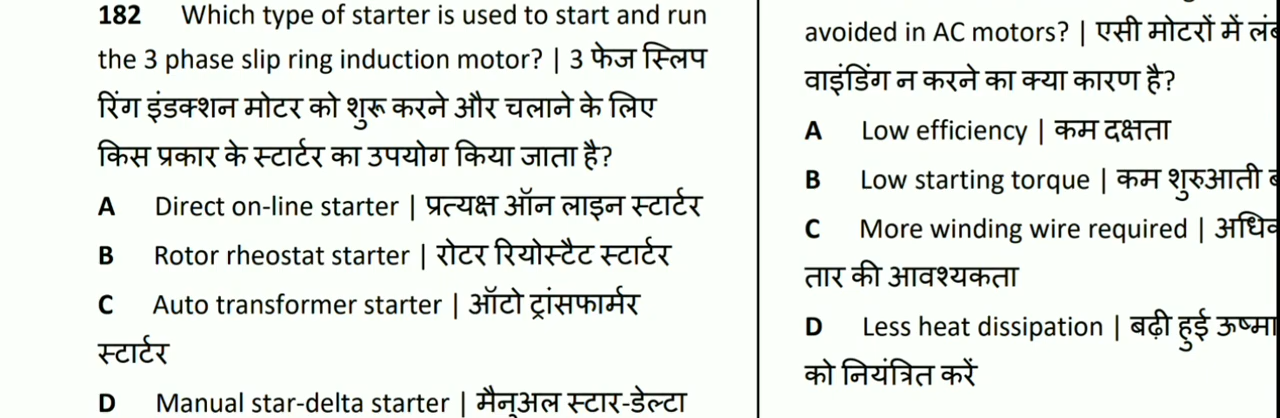 182 Which type of starter is used to start and run
the 3 phase slip ring induction motor? | 3 फेज स्लिप
रिंग इंडक्शन मोटर को शुरू करने और चलाने के लिए
किस प्रकार के स्टार्टर का उपयोग किया जाता है?
A Direct on-line starter | प्रत्यक्ष ऑन लाइन स्टार्टर
B Rotor rheostat starter | रोटर रियोस्टैट स्टार्टर
C Auto transformer starter | ऑटो ट्रांसफार्मर
स्टार्टर
D Manual star-delta starter | मैनुअल स्टार-डेल्टा
avoided in AC motors? | एसी मोटरों में
वाइंडिंग न करने का क्या कारण है?
A Low efficiency | कम दक्षता
B Low starting torque | कम शुरुआती
C More winding wire required |
तार की आवश्यकता
D Less heat dissipation | बढ़ी हुई ऊष्मा
को नियंत्रित करें